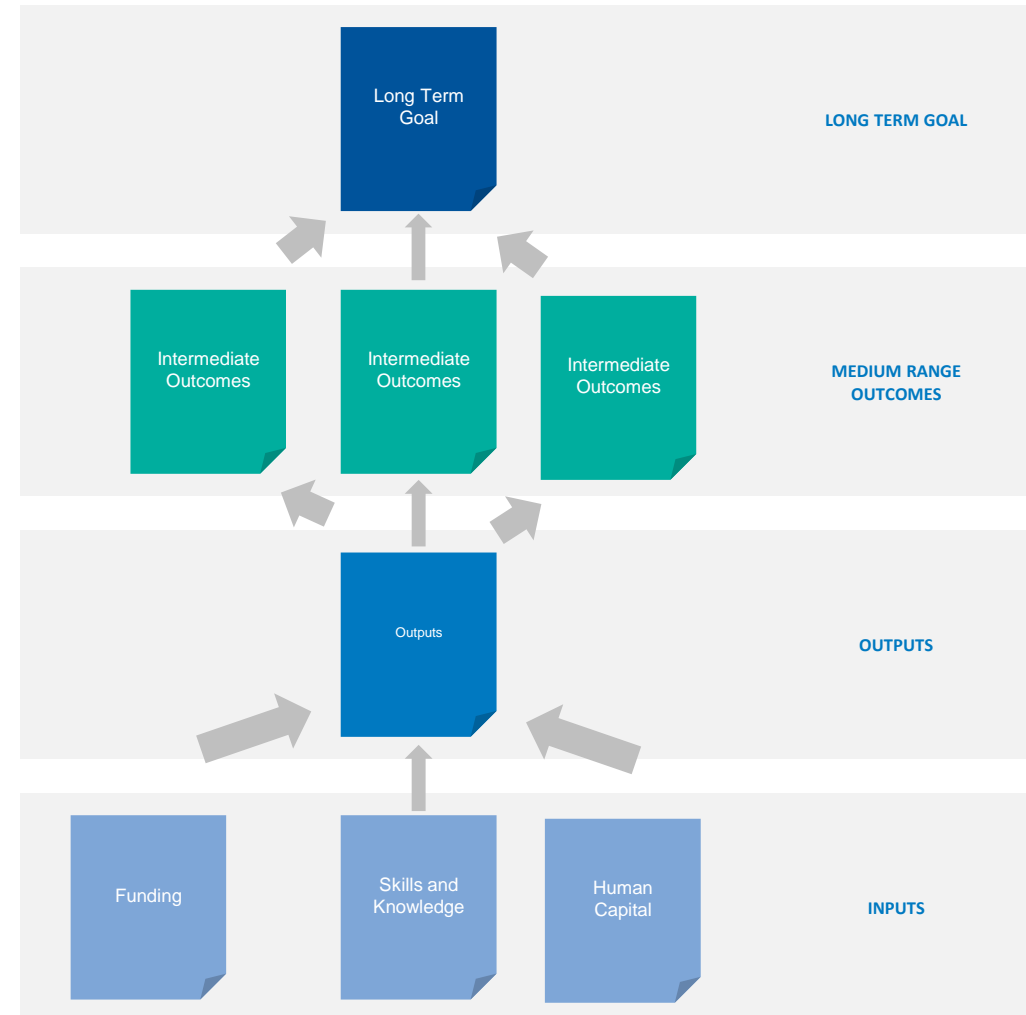 Long Term
Goal
LONG TERM GOAL
Intermediate
Outcomes
Intermediate
Outcomes
Intermediate
Outcomes
MEDIUM RANGE
OUTCOMES
Outputs
OUTPUTS
Funding
Skills and
Knowledge
Human
Capital
INPUTS